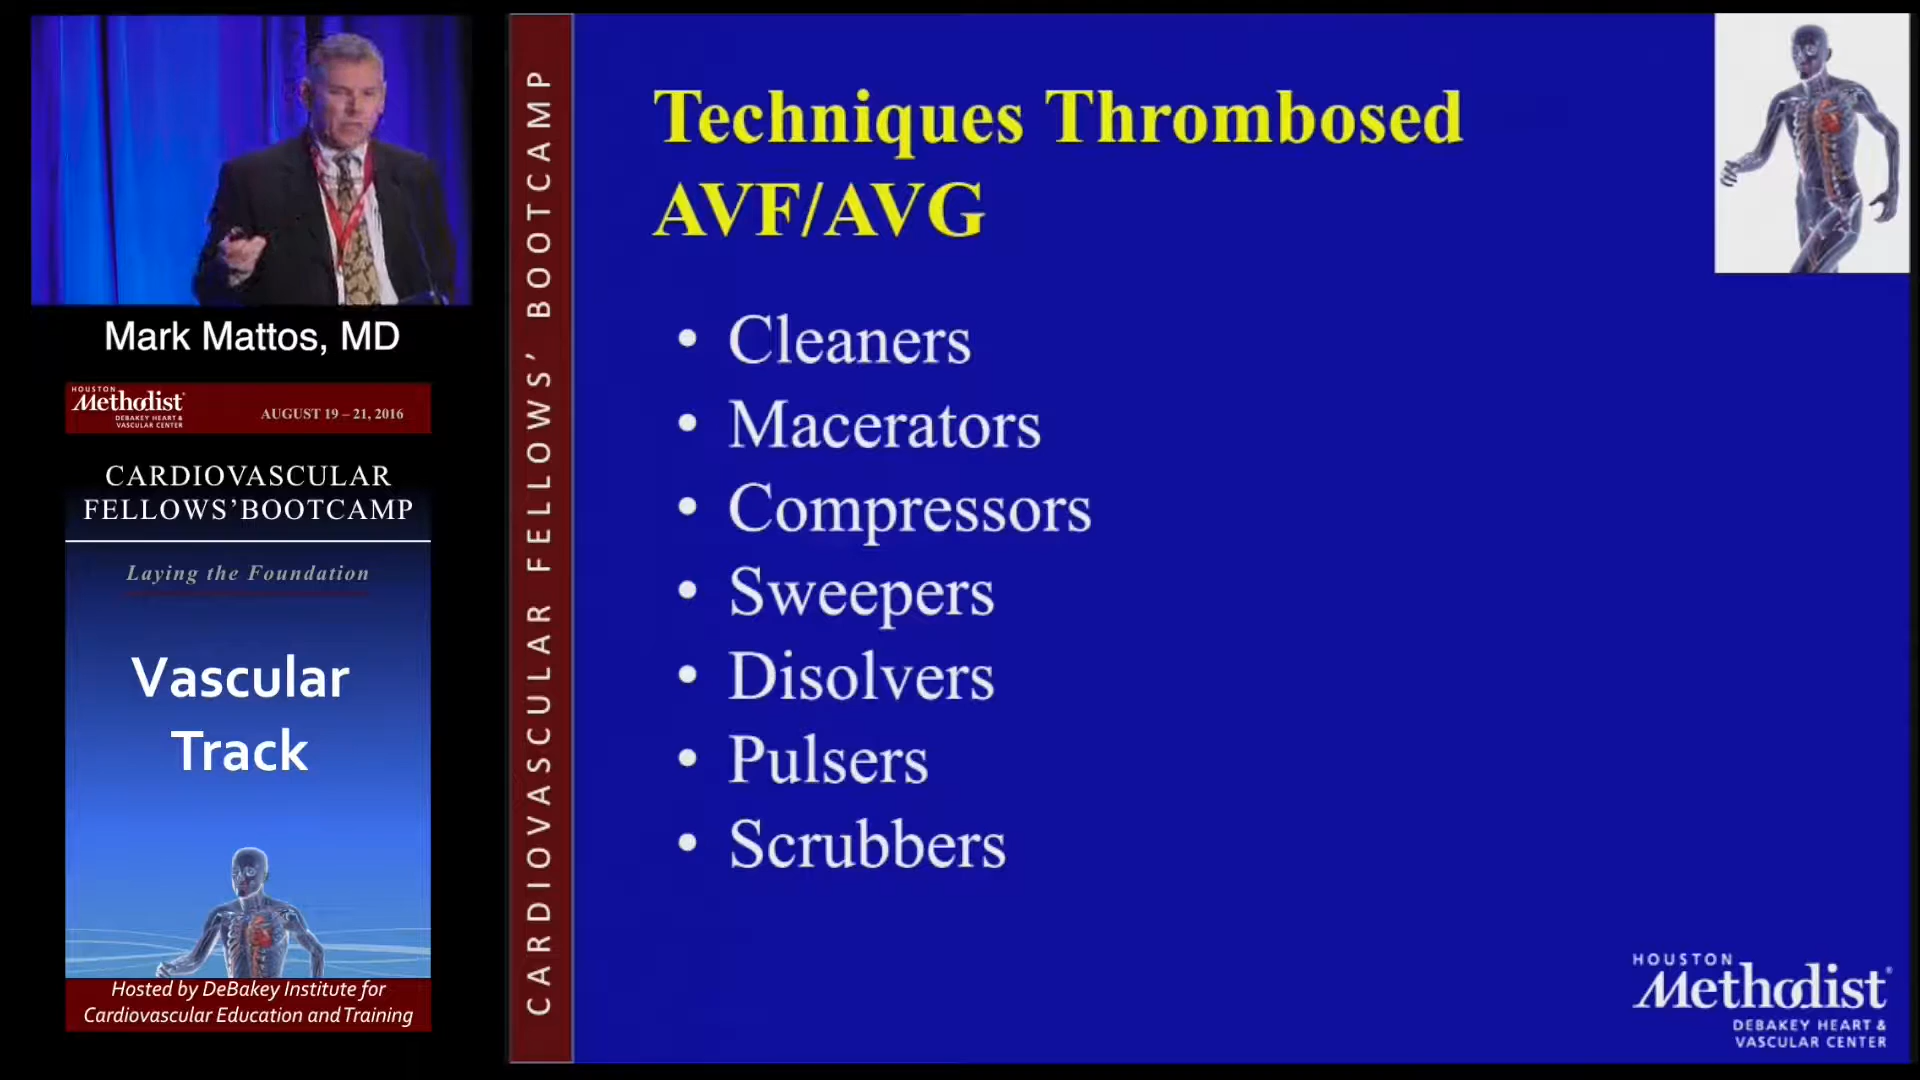 Mark Mattos, MD
HOUSTON
Methodist
DEBAKEY HEART &
VASCULAR CENTER
AUGUST 19 – 21, 2016
CARDIOVASCULAR
FELLOWS’BOOTCAMP
Laying the Foundation
Vascular
Track
Hosted by DeBakey Institute for
Cardiovascular Education and Training
CARDIOVASCULAR FELLOWS’ BOOTCAMP
Techniques Thrombosed
AVF/AVG
• Cleaners
• Macerators
• Compressors
• Sweepers
• Disolvers
• Pulsers
• Scrubbers
HOUSTON
Methodist
DEBAKEY HEART &
VASCULAR CENTER